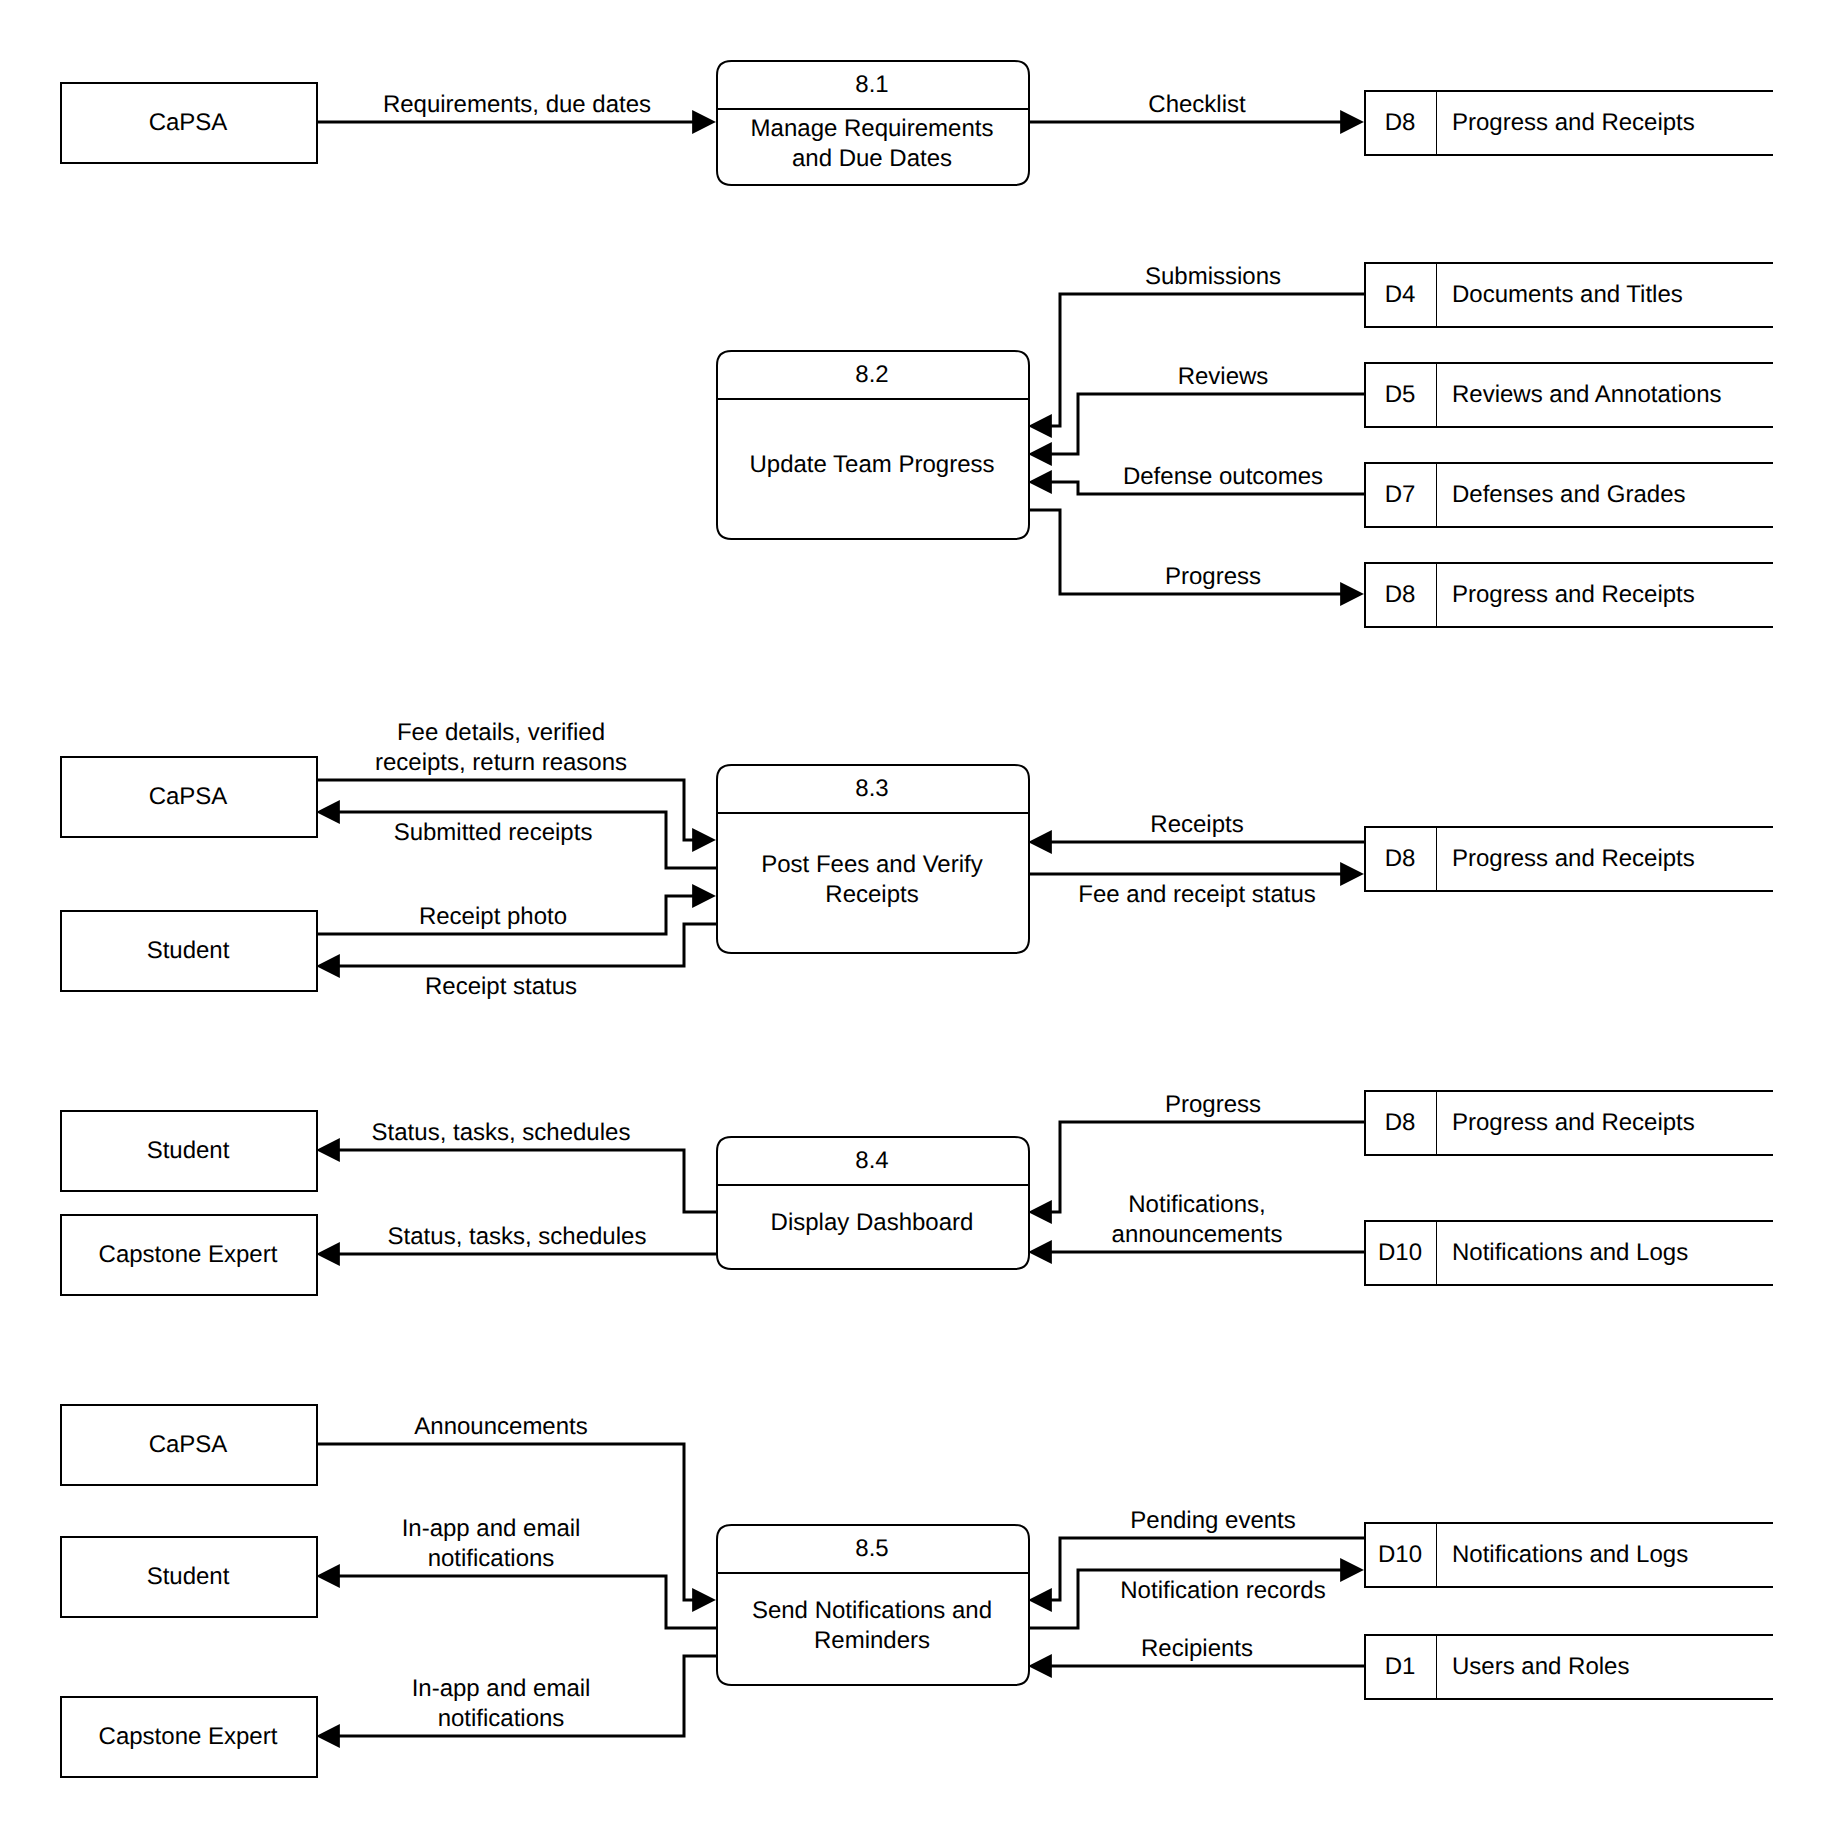 8.1
CaPSA
Requirements, due dates
Manage Requirements
and Due Dates
Checklist
D8
Progress and Receipts
Submissions
D4
Documents and Titles
8.2
Update Team Progress
Reviews
D5
Reviews and Annotations
Defense outcomes
D7
Defenses and Grades
Progress
D8
Progress and Receipts
Fee details, verified
receipts, return reasons
CaPSA
Submitted receipts
8.3
Post Fees and Verify
Receipts
Receipts
D8
Progress and Receipts
Fee and receipt status
Receipt photo
Student
Receipt status
Student
Status, tasks, schedules
8.4
Display Dashboard
Progress
D8
Progress and Receipts
Capstone Expert
Status, tasks, schedules
Notifications,
announcements
D10
Notifications and Logs
CaPSA
Announcements
In-app and email
notifications
Student
8.5
Send Notifications and
Reminders
Pending events
D10
Notifications and Logs
Notification records
Recipients
D1
Users and Roles
In-app and email
notifications
Capstone Expert